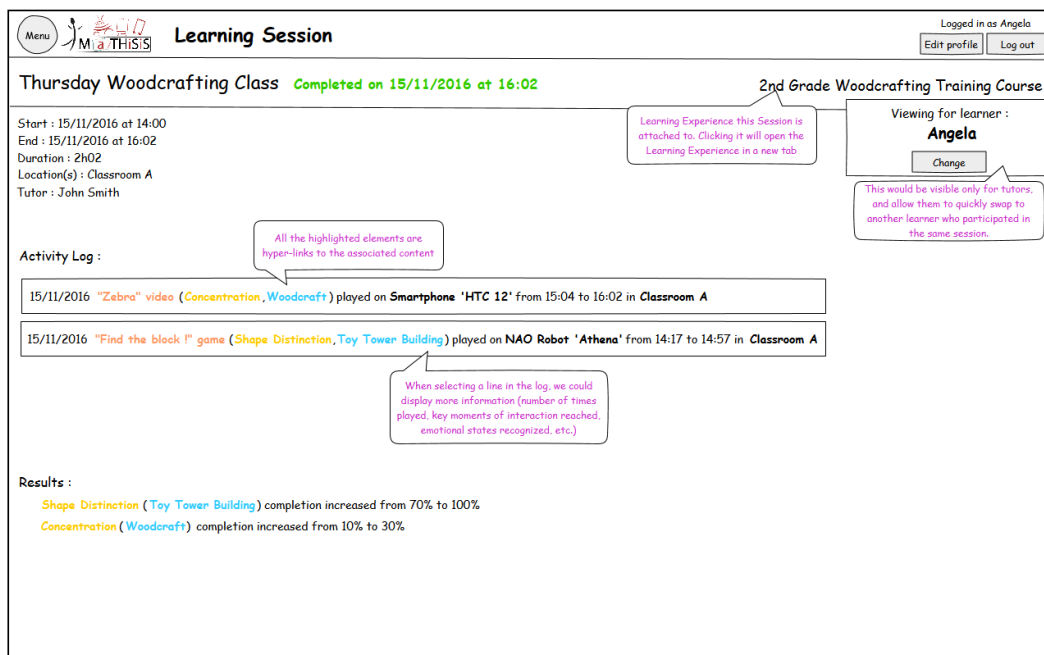 Menu
MaTHiSiS
Learning Session
Logged in as Angela
Edit profile
Log out
Thursday Woodcrafting Class Completed on 15/11/2016 at 16:02
2nd Grade Woodcrafting Training Course
Start : 15/11/2016 at 14:00
End : 15/11/2016 at 16:02
Duration : 2h02
Location(s) : Classroom A
Tutor : John Smith
Learning Experience this Session is
attached to. Clicking it will open the
Learning Experience in a new tab
Viewing for learner :
Angela
Change
This would be visible only for tutors,
and allow them to quickly swap to
another learner who participated in
the same session.
All the highlighted elements are
hyper-links to the associated content
Activity Log :
15/11/2016 "Zebra" video (Concentration,Woodcraft) played on Smartphone 'HTC 12' from 15:04 to 16:02 in Classroom A
15/11/2016 "Find the block !" game (Shape Distinction,Toy Tower Building) played on NAO Robot 'Athena' from 14:17 to 14:57 in Classroom A
When selecting a line in the log, we could
display more information (number of times
played, key moments of interaction reached,
emotional states recognized, etc.)
Results :
Shape Distinction (Toy Tower Building) completion increased from 70% to 100%
Concentration (Woodcraft) completion increased from 10% to 30%